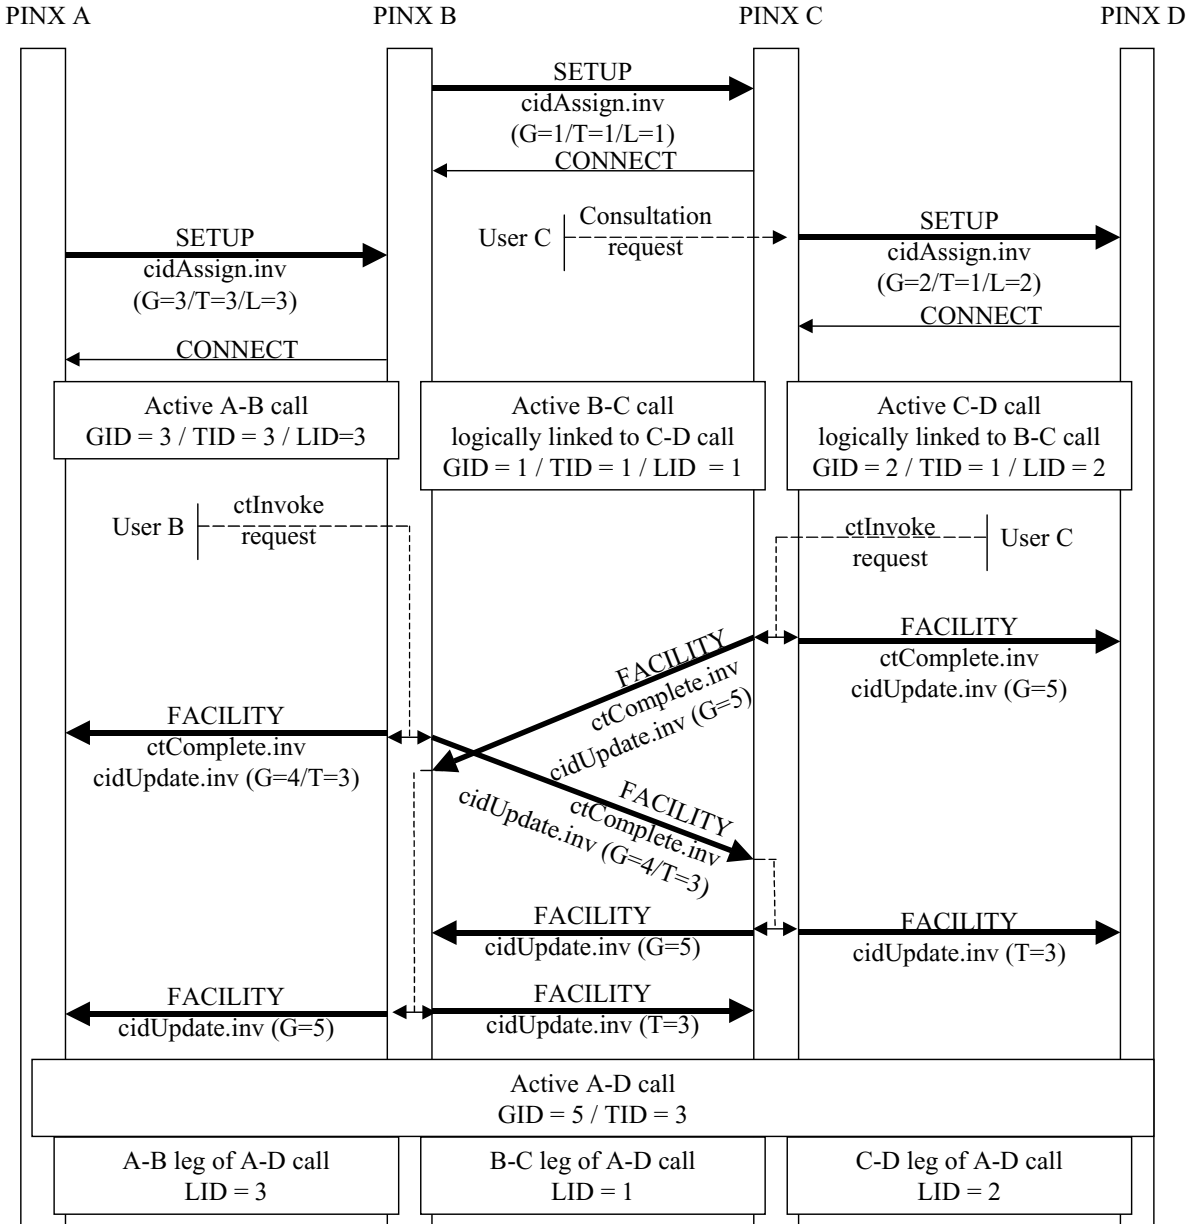 PINX A
PINX B
PINX C
PINX D
SETUP
cidAssign.inv
(G=1/T=1/L=1)
CONNECT
User C
Consultation
request
SETUP
cidAssign.inv
(G=2/T=1/L=2)
CONNECT
SETUP
cidAssign.inv
(G=3/T=3/L=3)
CONNECT
Active A-B call
GID = 3 / TID = 3 / LID=3
Active B-C call
logically linked to C-D call
GID = 1 / TID = 1 / LID = 1
Active C-D call
logically linked to B-C call
GID = 2 / TID = 1 / LID = 2
User B
ctInvoke
request
ctInvoke
request
User C
FACILITY
ctComplete.inv
cidUpdate.inv (G=5)
FACILITY
ctComplete.inv
cidUpdate.inv (G=5)
FACILITY
ctComplete.inv
cidUpdate.inv (G=4/T=3)
FACILITY
ctComplete.inv
cidUpdate.inv (G=4/T=3)
FACILITY
cidUpdate.inv (G=5)
FACILITY
cidUpdate.inv (T=3)
FACILITY
cidUpdate.inv (G=5)
FACILITY
cidUpdate.inv (T=3)
Active A-D call
GID = 5 / TID = 3
A-B leg of A-D call
LID = 3
B-C leg of A-D call
LID = 1
C-D leg of A-D call
LID = 2